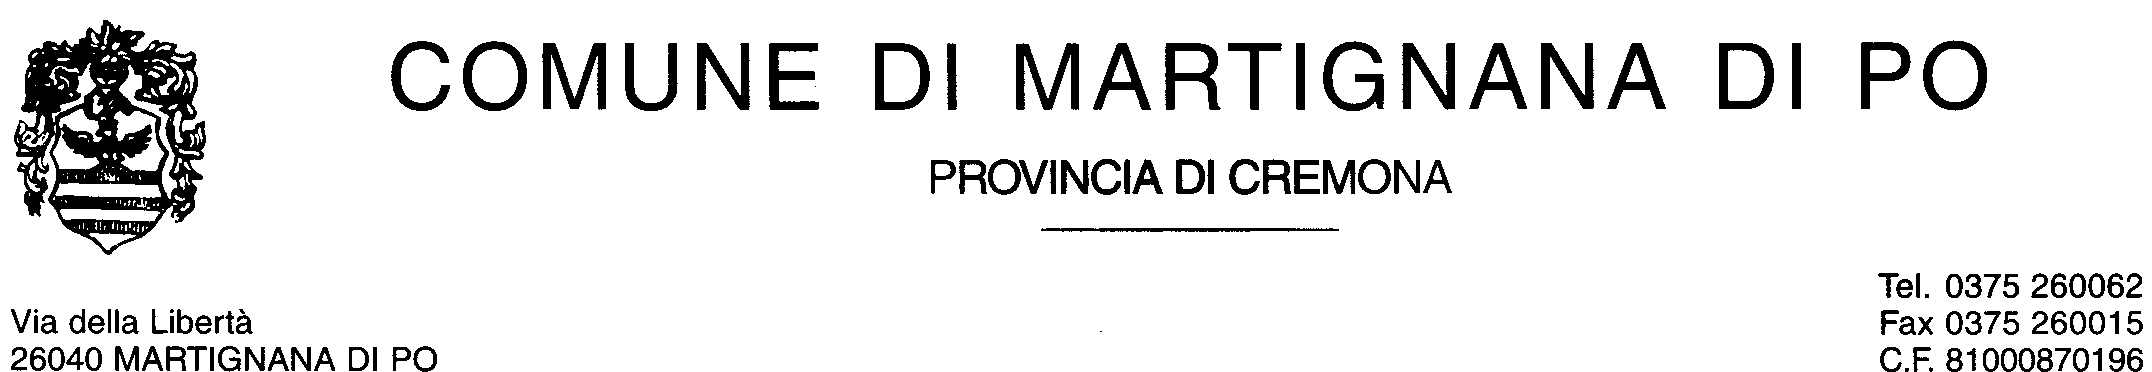 COMUNE DI MARTIGNANA DI PO
PROVINCIA DI CREMONA
Tel. 0375 260062
Via della Libertà
Fax 0375 260015
26040 MARTIGNANA DI PO
C.F. 81000870196